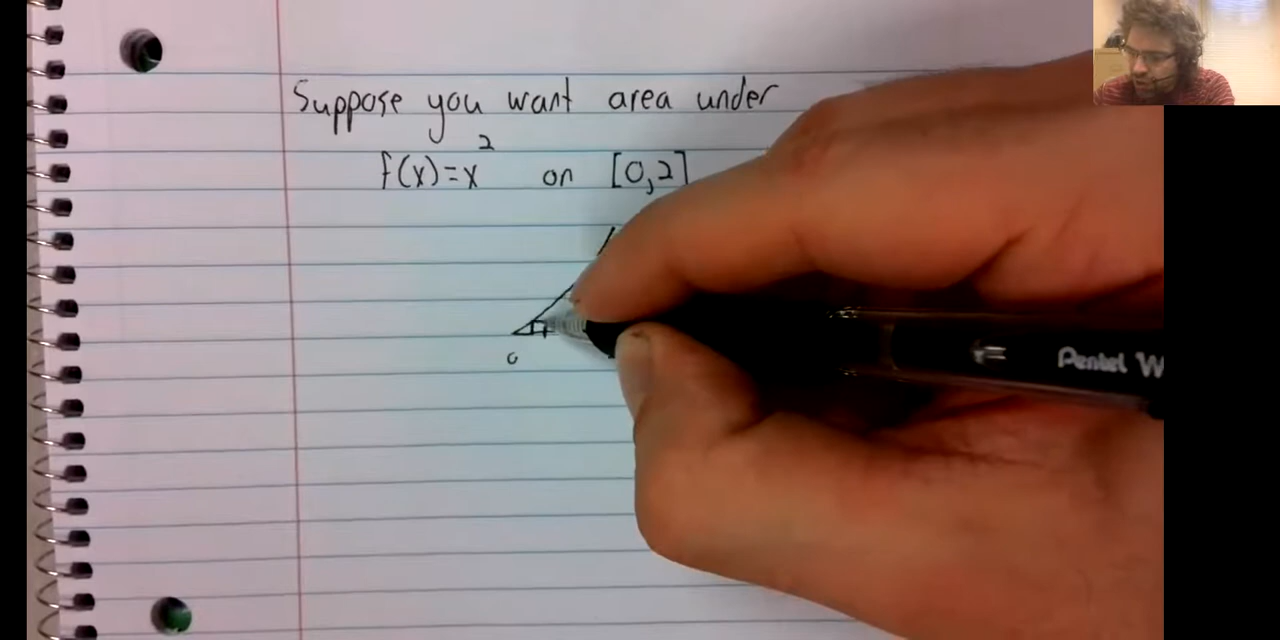 Suppose you want area under
f(x)=x² on [0,2]
0
Pentel W